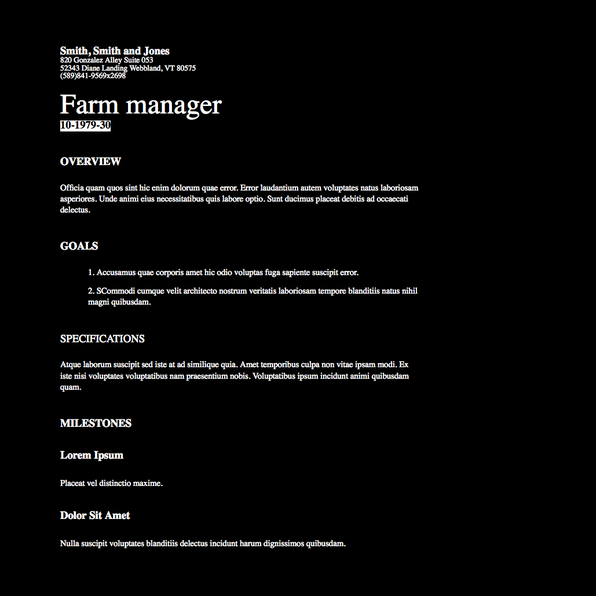 Smith, Smith and Jones
820 Gonzalez Alley Suite 053
52343 Diane Landing Webbland, VT 80575
(589)841-9569x2698
Farm manager
10-1979-30
OVERVIEW
Officia quam quos sint hic enim dolorum quae error. Error laudantium autem voluptates natus laboriosam
asperiores. Unde animi eius necessitatibus quis labore optio. Sunt ducimus placeat debitis ad occaecati
delectus.
GOALS
1. Accusamus quae corporis amet hic odio voluptas fuga sapiente suscipit error.
2. SCommodi cumque velit architecto nostrum veritatis laboriosam tempore blanditiis natus nihil
magni quibusdam.
SPECIFICATIONS
Atque laborum suscipit sed iste at ad similique quia. Amet temporibus culpa non vitae ipsam modi. Ex
iste nisi voluptates voluptatibus nam praesentium nobis. Voluptatibus ipsum incidunt animi quibusdam
quam.
MILESTONES
Lorem Ipsum
Placeat vel distinctio maxime.
Dolor Sit Amet
Nulla suscipit voluptates blanditiis delectus incidunt harum dignissimos quibusdam.